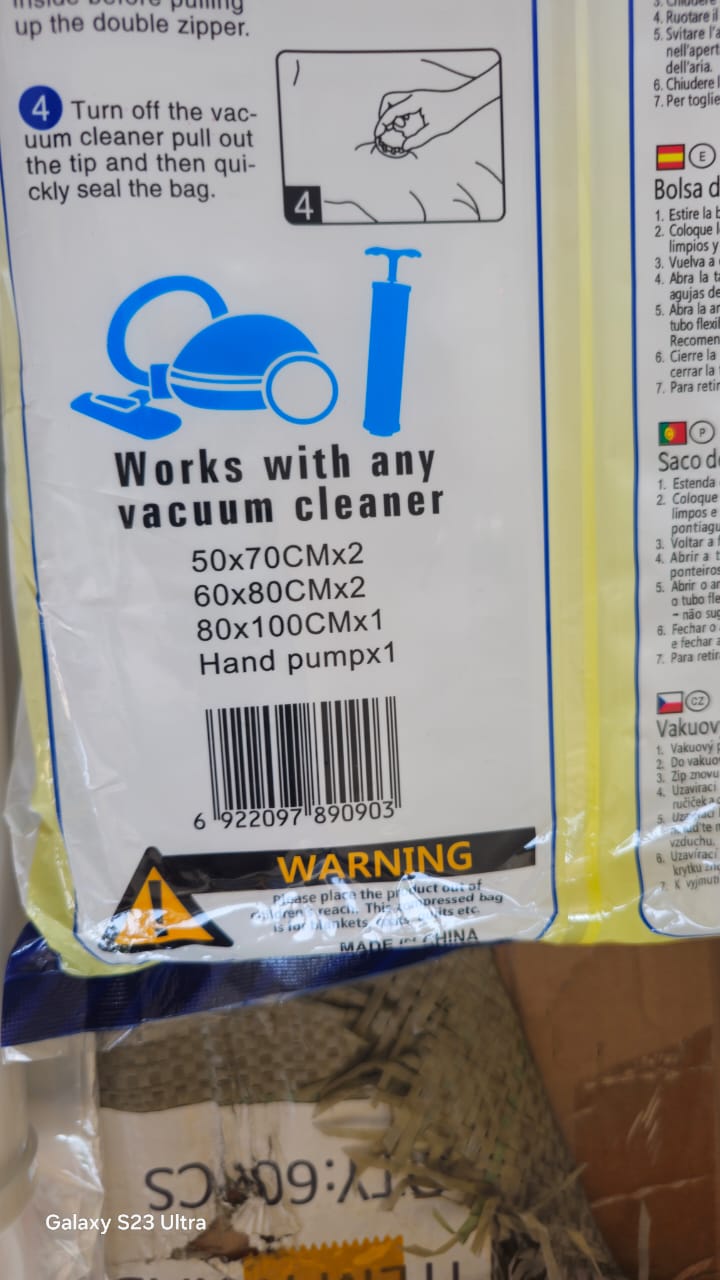 up the double zipper.
4 Turn off the vac-
uum cleaner pull out
the tip and then qui-
ckly seal the bag.
4
Works with any
vacuum cleaner
50x70CMx2
60x80CMx2
80x100CMx1
Hand pumpx1
6 922097 890903
WARNING
Please place the product out of
is for blankets
MADE IN CHINA
4. Ruotare il
5. Svitare l'a
nell'apert
dell'aria.
6. Chiudere l
7. Per toglie
E
Bolsa d
1. Estire la b
2. Coloque l
limpios y
3. Vuelva a
4. Abra la ta
agujas de
5. Abra la ar
tubo flexil
Recomen
6. Cierre la
cerrar la
7. Para retir
P
Saco d
1. Estenda
2. Coloque
limpos e
pontiagu
3. Voltar a f
4. Abrir a t
ponteiros
5. Abrir o ar
o tubo fle
- não sug
6. Fechar o
e fechar a
7. Para retir
CZ
Vakuov
1. Vakuový p
2. Do vakuo
3. Zip znovu
4. Uzavírací
ručiček
vzduchu.
6. Uzavírací
krytku
7. K vyjmutí
Galaxy S23 Ultra